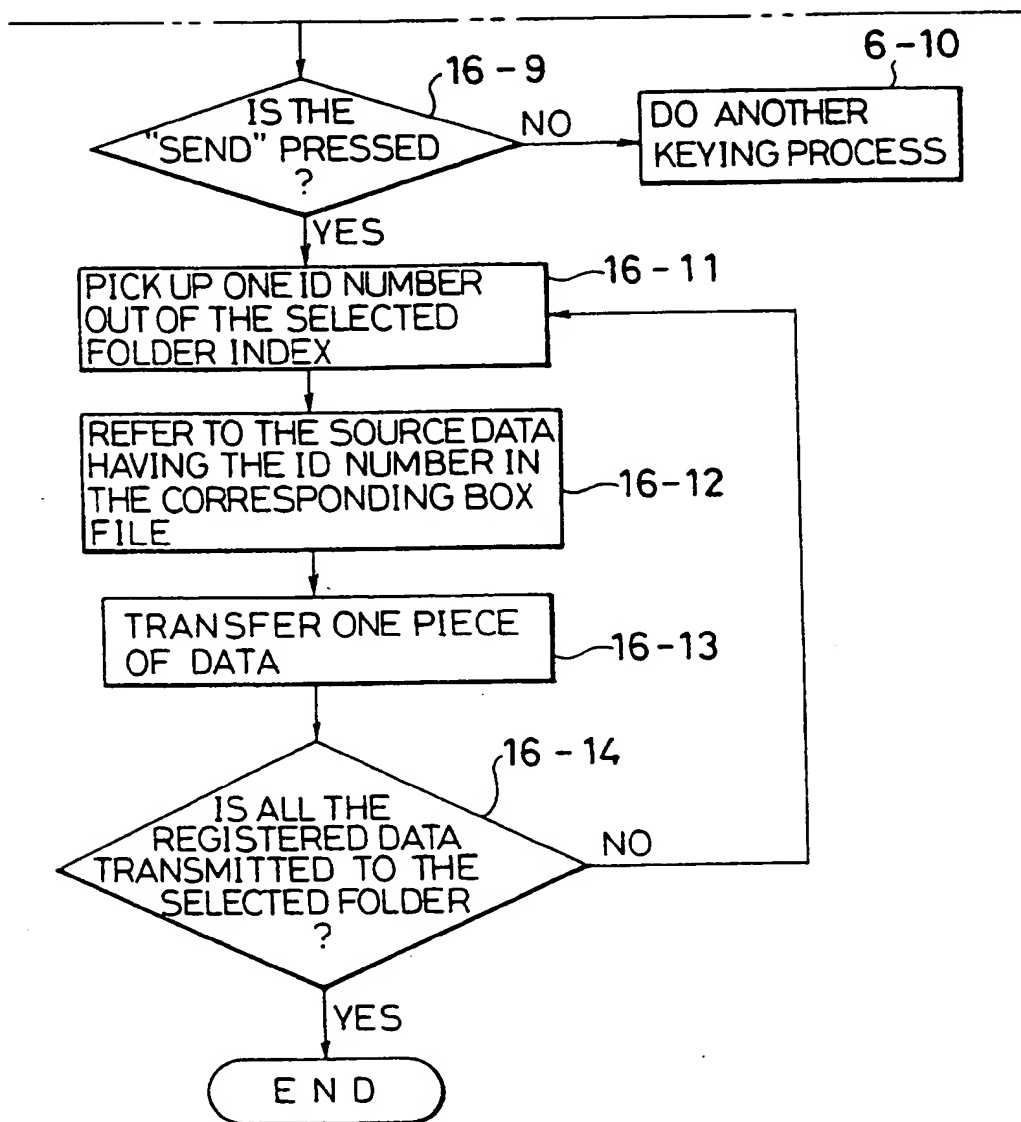 6-10
16-9
IS THE
"SEND" PRESSED
?
NO
DO ANOTHER
KEYING PROCESS
YES
16-11
PICK UP ONE ID NUMBER
OUT OF THE SELECTED
FOLDER INDEX
REFER TO THE SOURCE DATA
HAVING THE ID NUMBER IN
THE CORRESPONDING BOX
FILE
16-12
TRANSFER ONE PIECE
OF DATA
16-13
16-14
IS ALL THE
REGISTERED DATA
TRANSMITTED TO THE
SELECTED FOLDER
?
NO
YES
END